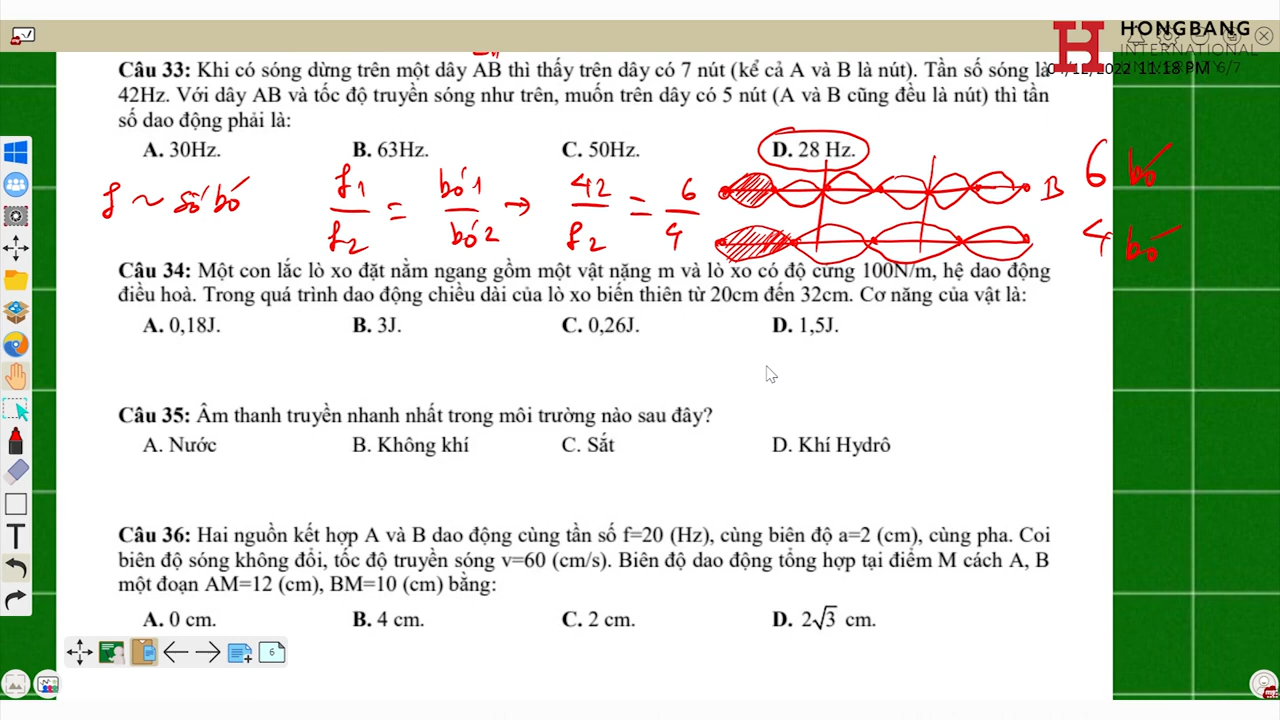 HONGBANG
INTERNATIONAL
UNIVERSITY
/12/2022 11:18 PM 6/7
Câu 33: Khi có sóng dừng trên một dây AB thì thấy trên dây có 7 nút (kể cả A và B là nút). Tần số sóng là
42Hz. Với dây AB và tốc độ truyền sóng như trên, muốn trên dây có 5 nút (A và B cũng đều là nút) thì tần
số dao động phải là:
A. 30Hz. B. 63Hz. C. 50Hz. D. 28 Hz.
f ~ số bó
f1/f2 = bó 1/bó 2 → 42/f2 = 6/4
B 6 bó
4 bó
Câu 34: Một con lắc lò xo đặt nằm ngang gồm một vật nặng m và lò xo có độ cứng 100N/m, hệ dao động
điều hoà. Trong quá trình dao động chiều dài của lò xo biến thiên từ 20cm đến 32cm. Cơ năng của vật là:
A. 0,18J. B. 3J. C. 0,26J. D. 1,5J.
Câu 35: Âm thanh truyền nhanh nhất trong môi trường nào sau đây?
A. Nước B. Không khí C. Sắt D. Khí Hydrô
Câu 36: Hai nguồn kết hợp A và B dao động cùng tần số f=20 (Hz), cùng biên độ a=2 (cm), cùng pha. Coi
biên độ sóng không đổi, tốc độ truyền sóng v=60 (cm/s). Biên độ dao động tổng hợp tại điểm M cách A, B
một đoạn AM=12 (cm), BM=10 (cm) bằng:
A. 0 cm. B. 4 cm. C. 2 cm. D. 2√3 cm.
6